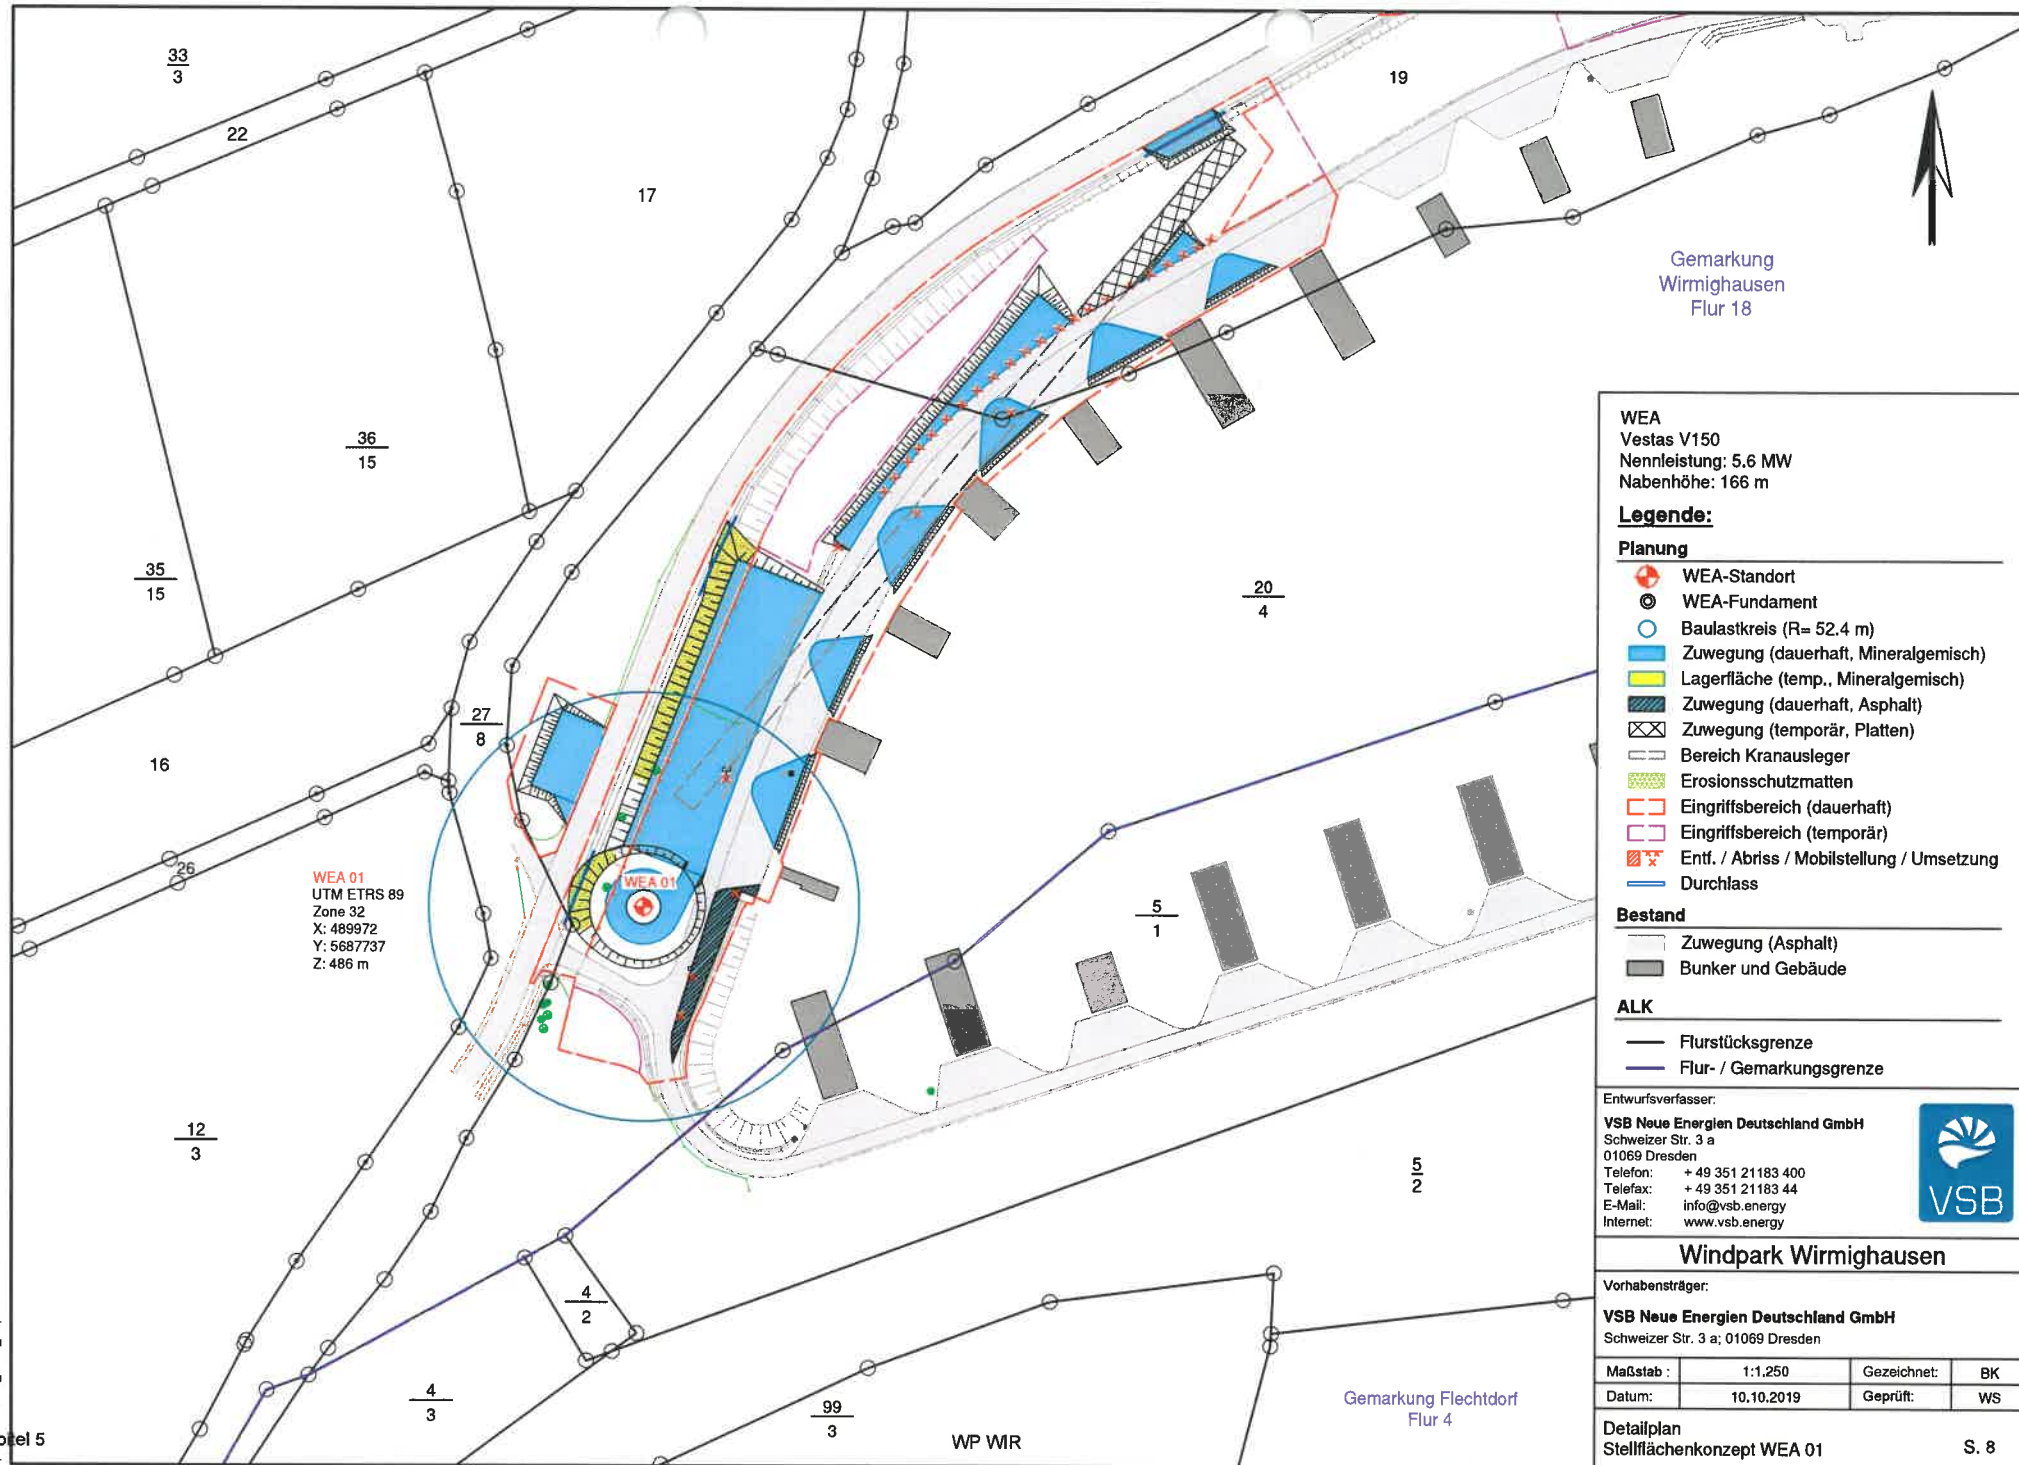 33
3
22
17
19
36
15
35
15
16
27
8
26
20
4
5
1
5
2
12
3
4
2
4
3
99
3
Gemarkung
Wirmighausen
Flur 18
WEA 01
UTM ETRS 89
Zone 32
X: 489972
Y: 5687737
Z: 486 m
WEA 01
Gemarkung Flechtdorf
Flur 4
WP WIR
tel 5
WEA
Vestas V150
Nennleistung: 5.6 MW
Nabenhöhe: 166 m
Legende:
Planung
WEA-Standort
WEA-Fundament
Baulastkreis (R= 52.4 m)
Zuwegung (dauerhaft, Mineralgemisch)
Lagerfläche (temp., Mineralgemisch)
Zuwegung (dauerhaft, Asphalt)
Zuwegung (temporär, Platten)
Bereich Kranausleger
Erosionsschutzmatten
Eingriffsbereich (dauerhaft)
Eingriffsbereich (temporär)
Entf. / Abriss / Mobilstellung / Umsetzung
Durchlass
Bestand
Zuwegung (Asphalt)
Bunker und Gebäude
ALK
Flurstücksgrenze
Flur- / Gemarkungsgrenze
Entwurfsverfasser:
VSB Neue Energien Deutschland GmbH
Schweizer Str. 3 a
01069 Dresden
Telefon: + 49 351 21183 400
Telefax: + 49 351 21183 44
E-Mail: info@vsb.energy
Internet: www.vsb.energy
VSB
Windpark Wirmighausen
Vorhabensträger:
VSB Neue Energien Deutschland GmbH
Schweizer Str. 3 a; 01069 Dresden
Maßstab : 1:1.250 Gezeichnet: BK
Datum: 10.10.2019 Geprüft: WS
Detailplan
Stellflächenkonzept WEA 01 S. 8